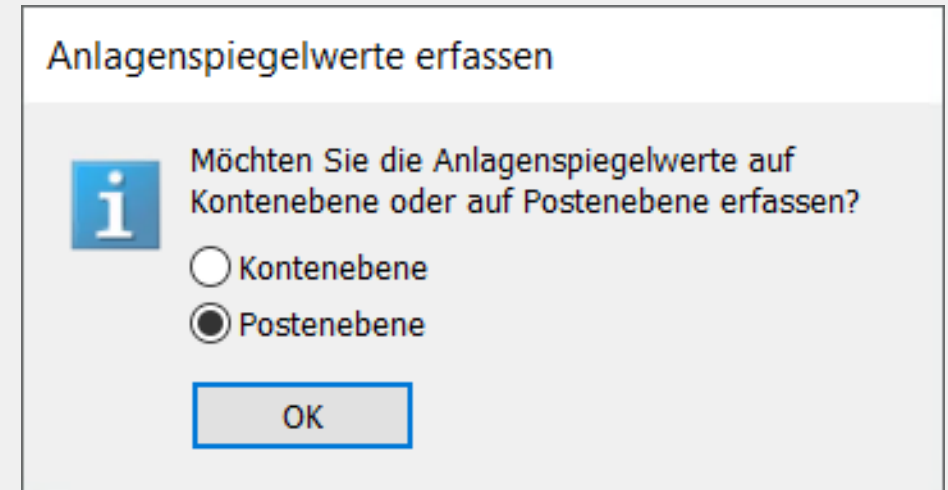 Anlagenspiegelwerte erfassen
Möchten Sie die Anlagenspiegelwerte auf
Kontenebene oder auf Postenebene erfassen?
Kontenebene
Postenebene
OK